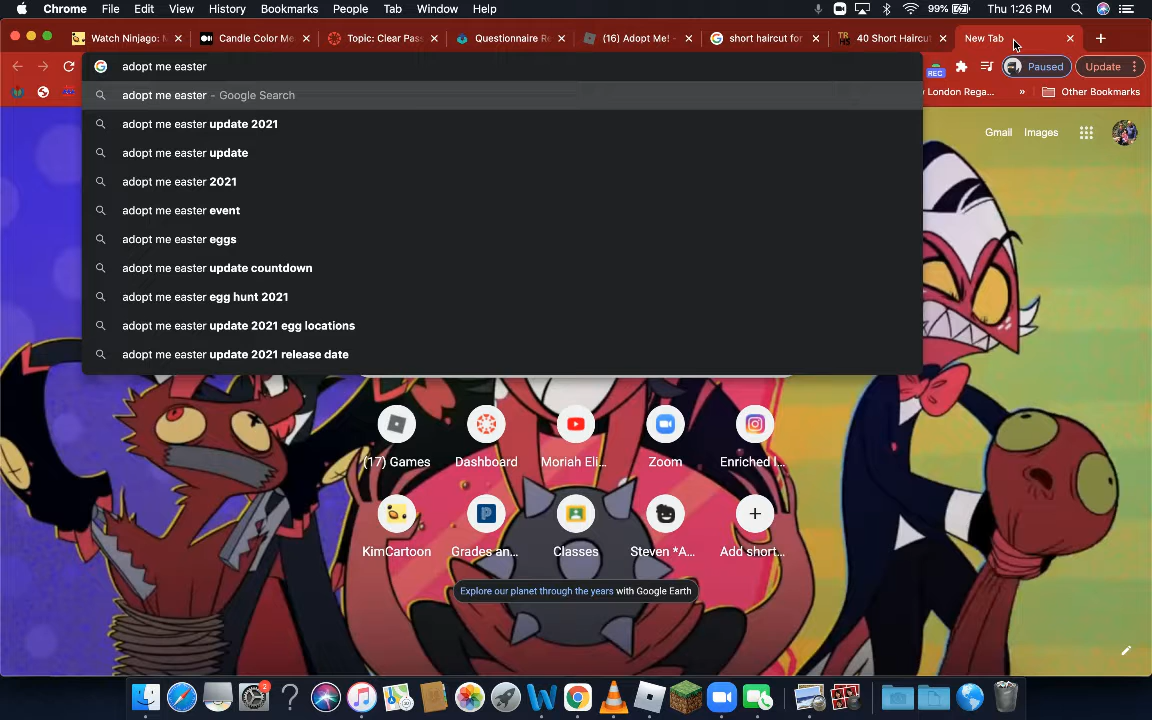 Chrome File Edit View History Bookmarks People Tab Window Help 99% Thu 1:26 PM
Watch Ninjago: M Candle Color Me Topic: Clear Pas Questionnaire Re (16) Adopt Me! - short haircut for 40 Short Haircut New Tab
adopt me easter REC Paused Update
London Rega... » Other Bookmarks
adopt me easter - Google Search
adopt me easter update 2021
adopt me easter update
adopt me easter 2021
adopt me easter event
adopt me easter eggs
adopt me easter update countdown
adopt me easter egg hunt 2021
adopt me easter update 2021 egg locations
adopt me easter update 2021 release date
Gmail Images
(17) Games Dashboard Moriah Eli... Zoom Enriched l...
KimCartoon Grades an... Classes Steven *A... Add short...
Explore our planet through the years with Google Earth
2